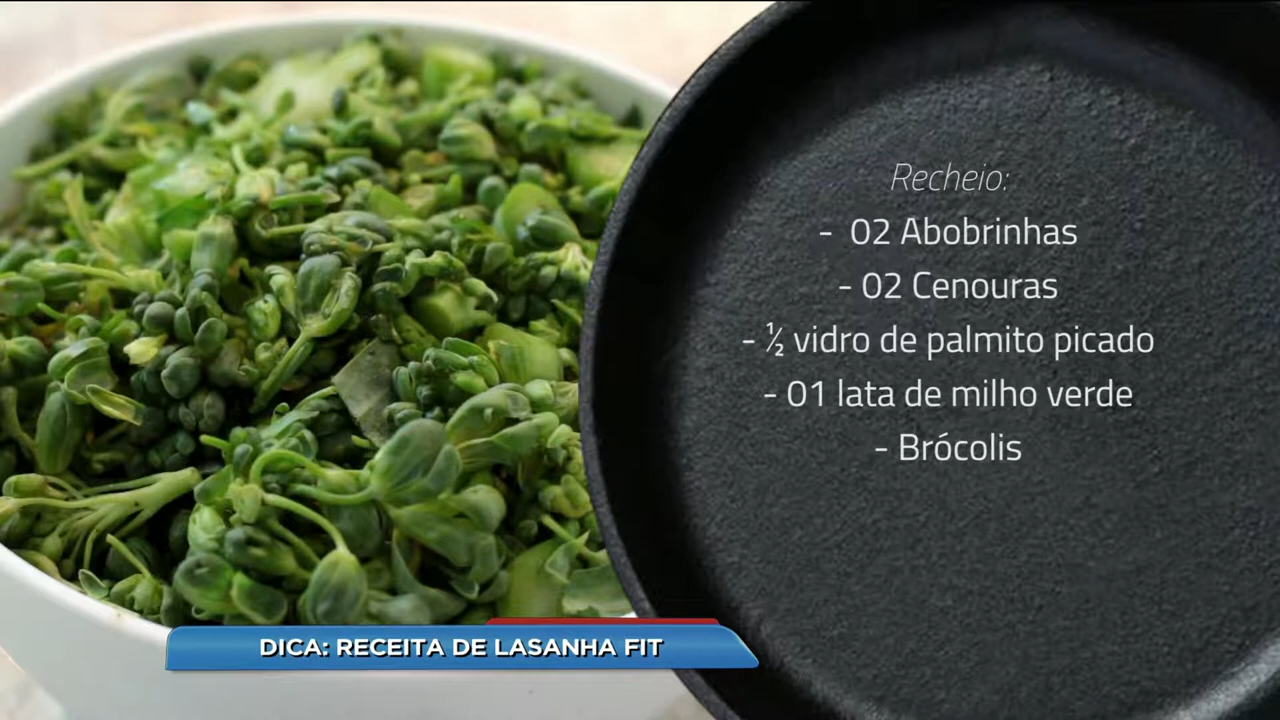 Recheio:
- 02 Abobrinhas
- 02 Cenouras
- ½ vidro de palmito picado
- 01 lata de milho verde
- Brócolis
DICA: RECEITA DE LASANHA FIT